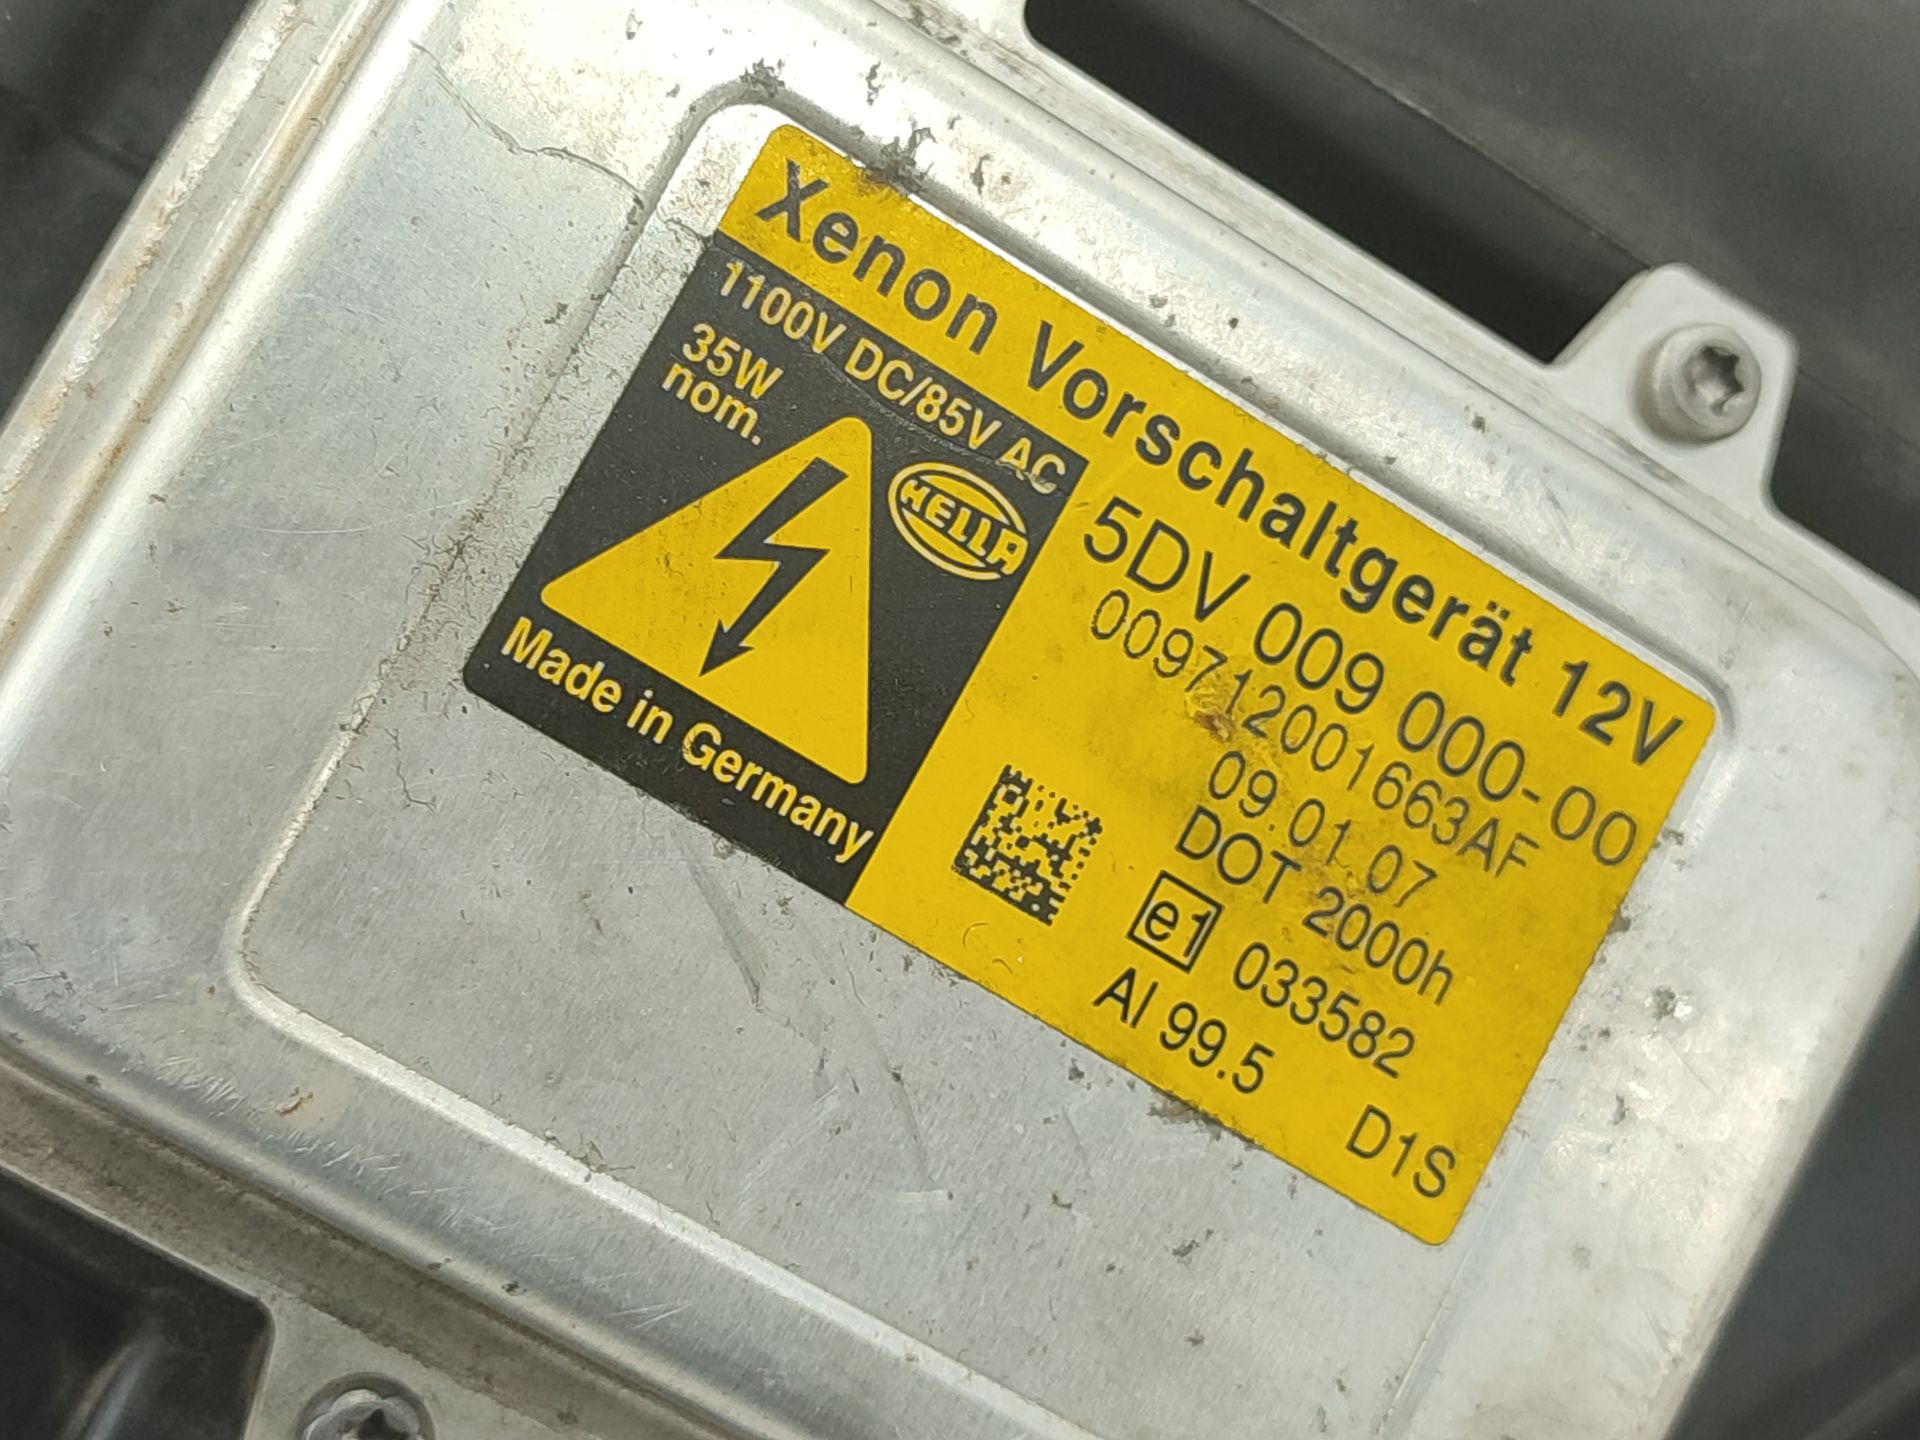 Xenon Vorschaltgerät 12V
1100V DC/85V AC
35W
nom.
HELLA
Made in Germany
5DV 009 000-00
009712001663AF
09.01.07
DOT 2000h
e1 033582
Al 99.5 D1S